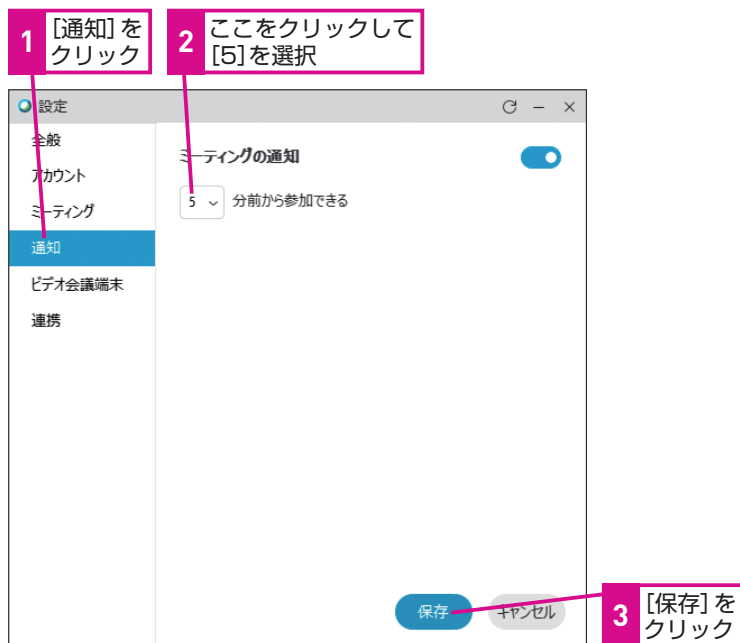 1 [通知]を
クリック
2 ここをクリックして
[5]を選択
設定
全般
アカウント
ミーティング
通知
ビデオ会議端末
連携
ミーティングの通知
5 分前から参加できる
保存 キャンセル
3 [保存]を
クリック